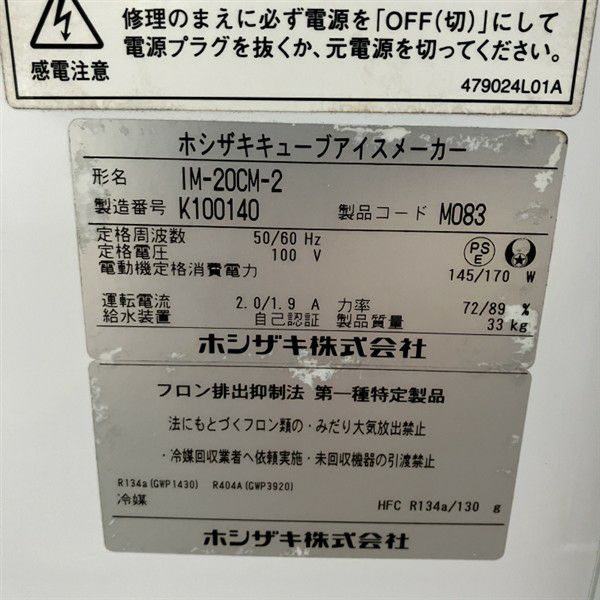 修理のまえに必ず電源を「OFF(切)」にして
電源プラグを抜くか、元電源を切ってください。
感電注意
479024L01A
ホシザキキューブアイスメーカー
形名 IM-20CM-2
製造番号 K100140 製品コード M083
定格周波数 50/60 Hz
定格電圧 100 V
電動機定格消費電力 145/170 W
PS
E
運転電流 2.0/1.9 A 力率 72/89 %
給水装置 自己認証 製品質量 33 kg
ホシザキ株式会社
フロン排出抑制法 第一種特定製品
法にもとづくフロン類の・みだり大気放出禁止
・冷媒回収業者へ依頼実施・未回収機器の引渡禁止
R134a(GWP1430) R404A(GWP3920)
冷媒 HFC R134a/130 g
ホシザキ株式会社